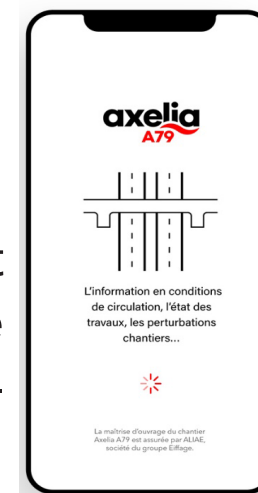 axelia
A79
L'information en conditions
de circulation, l'état des
travaux, les perturbations
chantiers...
La maîtrise d'ouvrage du chantier
Axelia A79 est assurée par ALIAE,
société du groupe Eiffage.